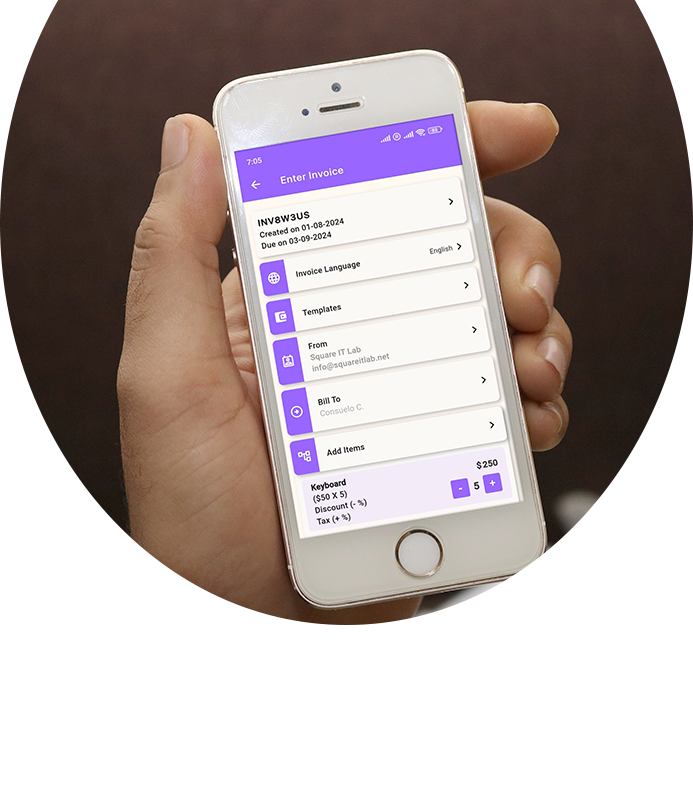 7:05
Enter Invoice
INV8W3US
Created on 01-08-2024
Due on 03-09-2024
Invoice Language
English
Templates
From
Square IT Lab
info@squareitlab.net
Bill To
Consuelo C.
Add Items
Keyboard
$250
($50 X 5)
- 5 +
Discount (- %)
Tax (+ %)